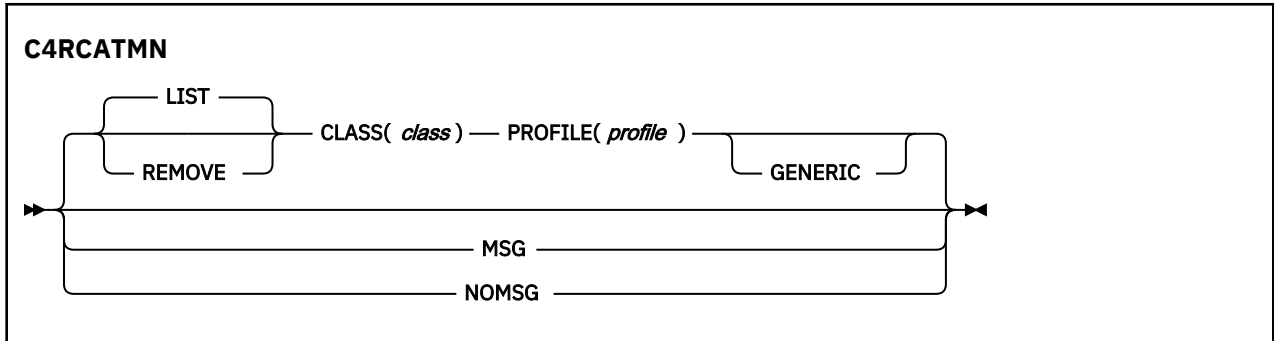 C4RCATMN
LIST
CLASS( class ) PROFILE( profile )
REMOVE GENERIC
MSG
NOMSG